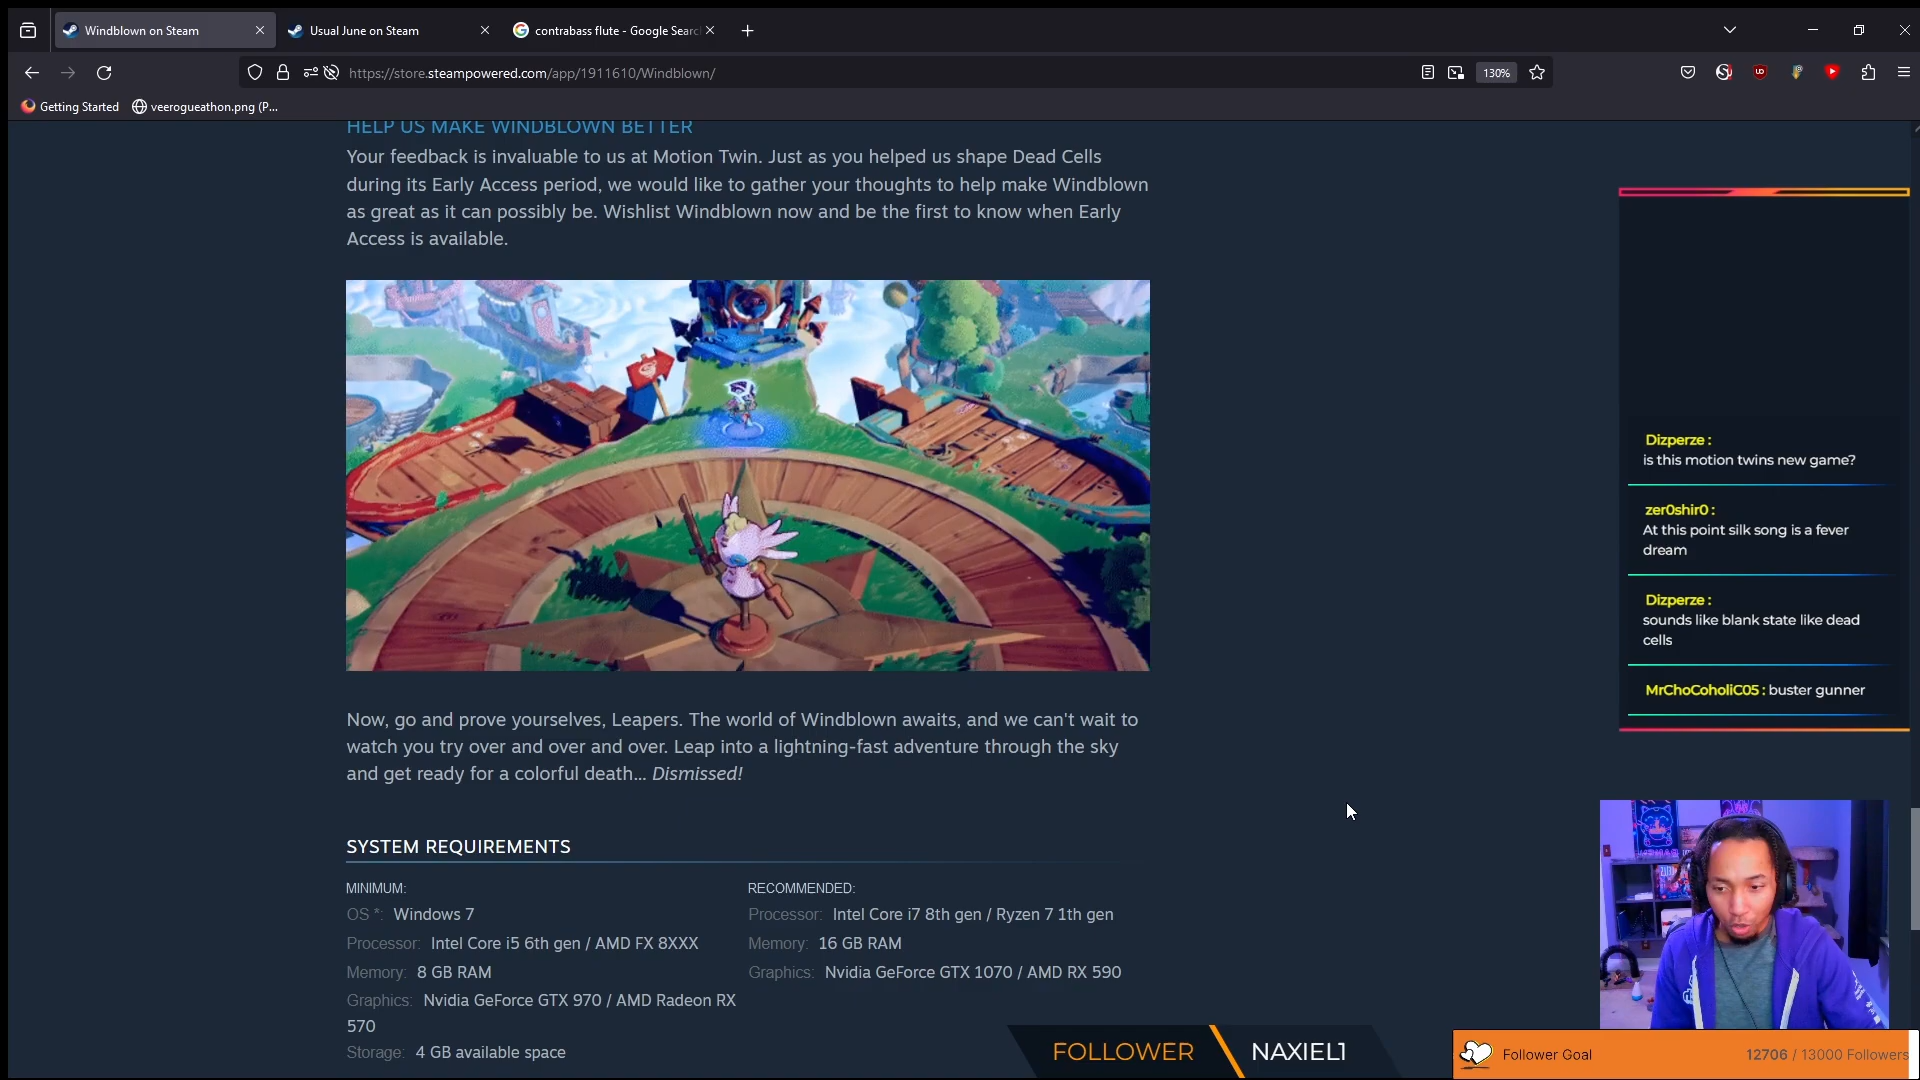 Windblown on Steam
Usual June on Steam
contrabass flute - Google Searc
https://store.steampowered.com/app/1911610/Windblown/
130%
Getting Started
veerogueathon.png (P...
HELP US MAKE WINDBLOWN BETTER
Your feedback is invaluable to us at Motion Twin. Just as you helped us shape Dead Cells
during its Early Access period, we would like to gather your thoughts to help make Windblown
as great as it can possibly be. Wishlist Windblown now and be the first to know when Early
Access is available.
Now, go and prove yourselves, Leapers. The world of Windblown awaits, and we can't wait to
watch you try over and over and over. Leap into a lightning-fast adventure through the sky
and get ready for a colorful death... Dismissed!
SYSTEM REQUIREMENTS
MINIMUM:
OS *: Windows 7
Processor: Intel Core i5 6th gen / AMD FX 8XXX
Memory: 8 GB RAM
Graphics: Nvidia GeForce GTX 970 / AMD Radeon RX
570
Storage: 4 GB available space
RECOMMENDED:
Processor: Intel Core i7 8th gen / Ryzen 7 1th gen
Memory: 16 GB RAM
Graphics: Nvidia GeForce GTX 1070 / AMD RX 590
Dizperze :
is this motion twins new game?
zer0shir0 :
At this point silk song is a fever
dream
Dizperze :
sounds like blank state like dead
cells
MrChoCoholiC05 : buster gunner
FOLLOWER NAXIEL1
Follower Goal 12706 / 13000 Followers